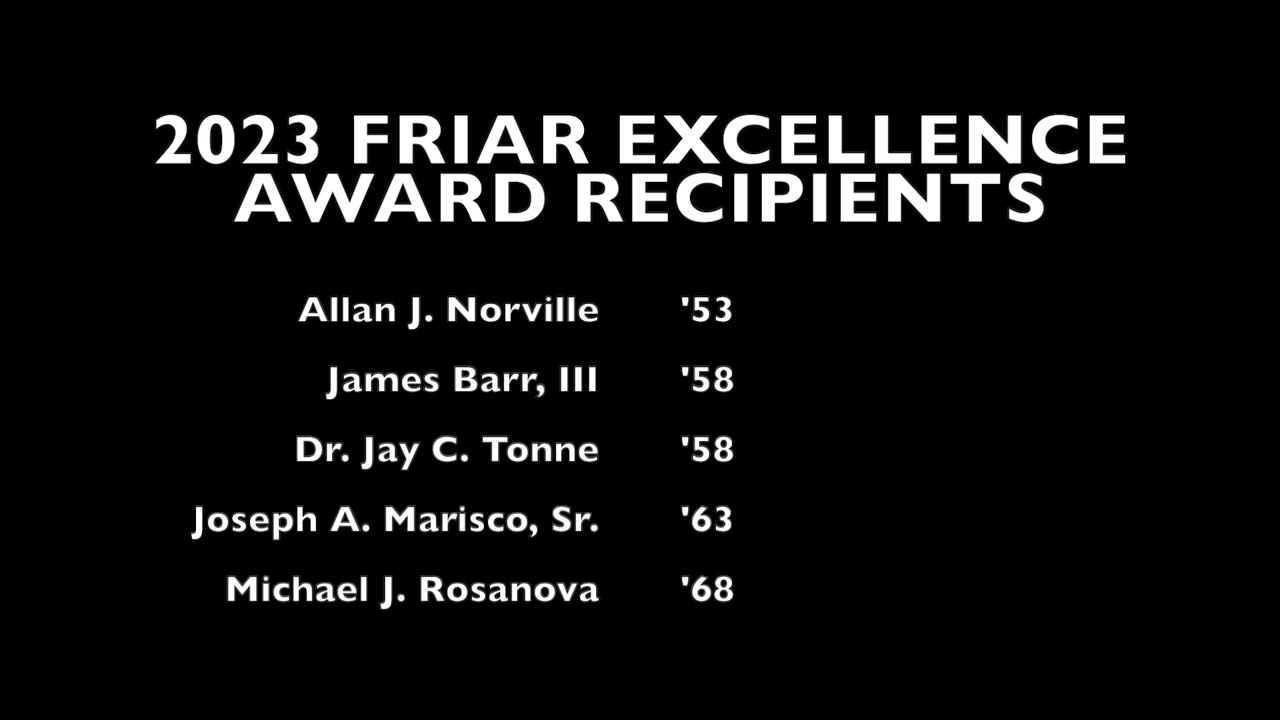 2023 FRIAR EXCELLENCE
AWARD RECIPIENTS
Allan J. Norville '53
James Barr, III '58
Dr. Jay C. Tonne '58
Joseph A. Marisco, Sr. '63
Michael J. Rosanova '68